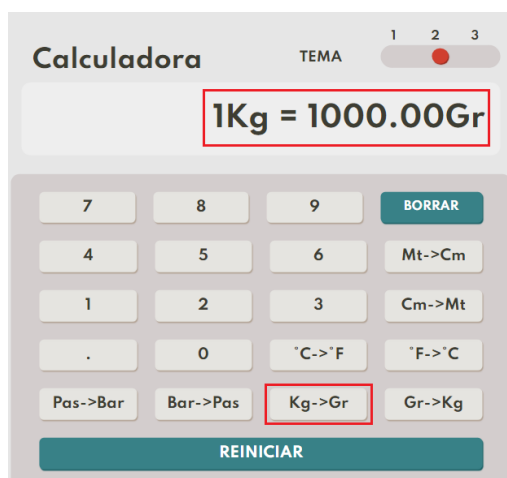 1 2 3
Calculadora TEMA
1Kg = 1000.00Gr
7 8 9 BORRAR
4 5 6 Mt->Cm
1 2 3 Cm->Mt
. 0 °C->°F °F->°C
Pas->Bar Bar->Pas Kg->Gr Gr->Kg
REINICIAR